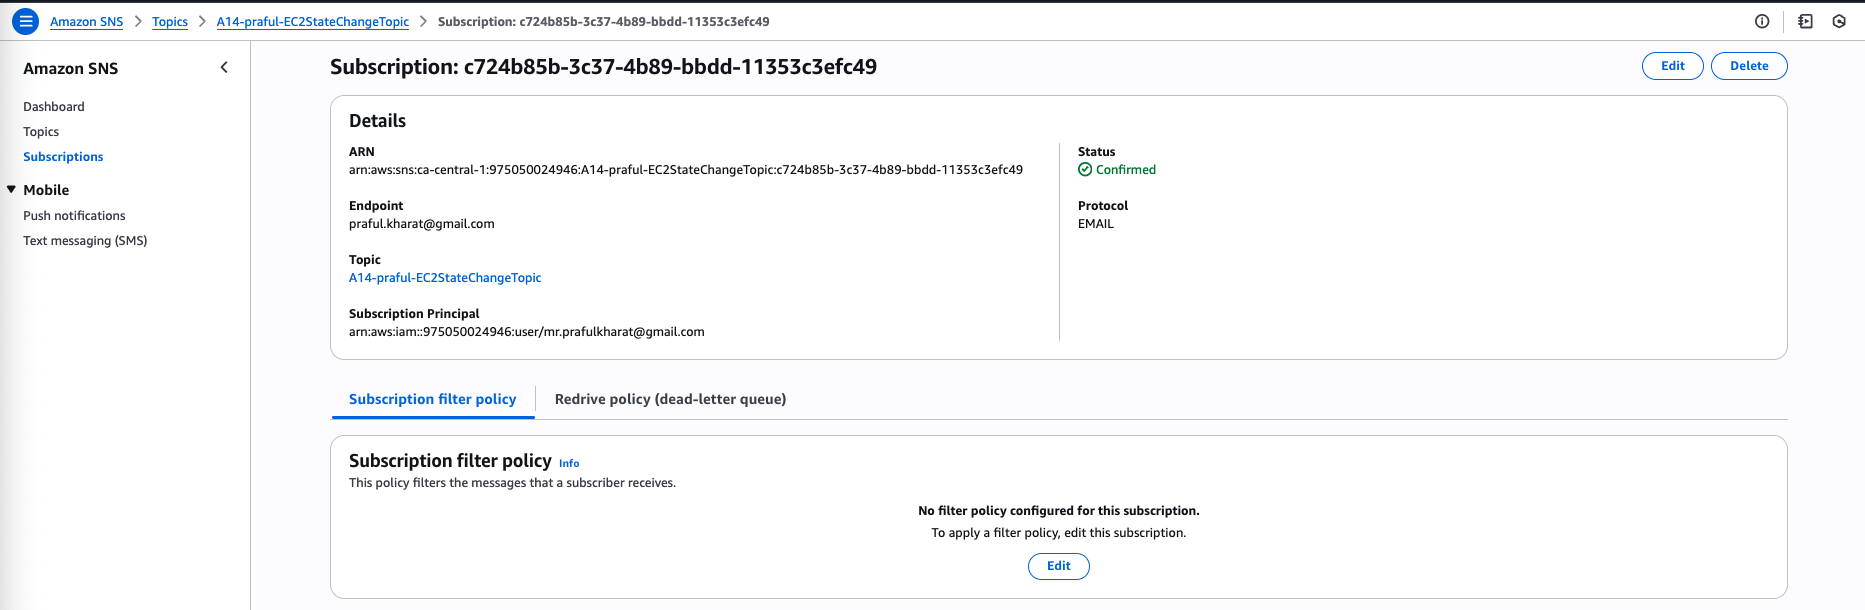 Amazon SNS > Topics > A14-praful-EC2StateChangeTopic > Subscription: c724b85b-3c37-4b89-bbdd-11353c3efc49
Amazon SNS
Dashboard
Topics
Subscriptions
Mobile
Push notifications
Text messaging (SMS)
Subscription: c724b85b-3c37-4b89-bbdd-11353c3efc49
Edit
Delete
Details
ARN
arn:aws:sns:ca-central-1:975050024946:A14-praful-EC2StateChangeTopic:c724b85b-3c37-4b89-bbdd-11353c3efc49
Endpoint
praful.kharat@gmail.com
Topic
A14-praful-EC2StateChangeTopic
Subscription Principal
arn:aws:iam::975050024946:user/mr.prafulkharat@gmail.com
Status
Confirmed
Protocol
EMAIL
Subscription filter policy
Redrive policy (dead-letter queue)
Subscription filter policy Info
This policy filters the messages that a subscriber receives.
No filter policy configured for this subscription.
To apply a filter policy, edit this subscription.
Edit